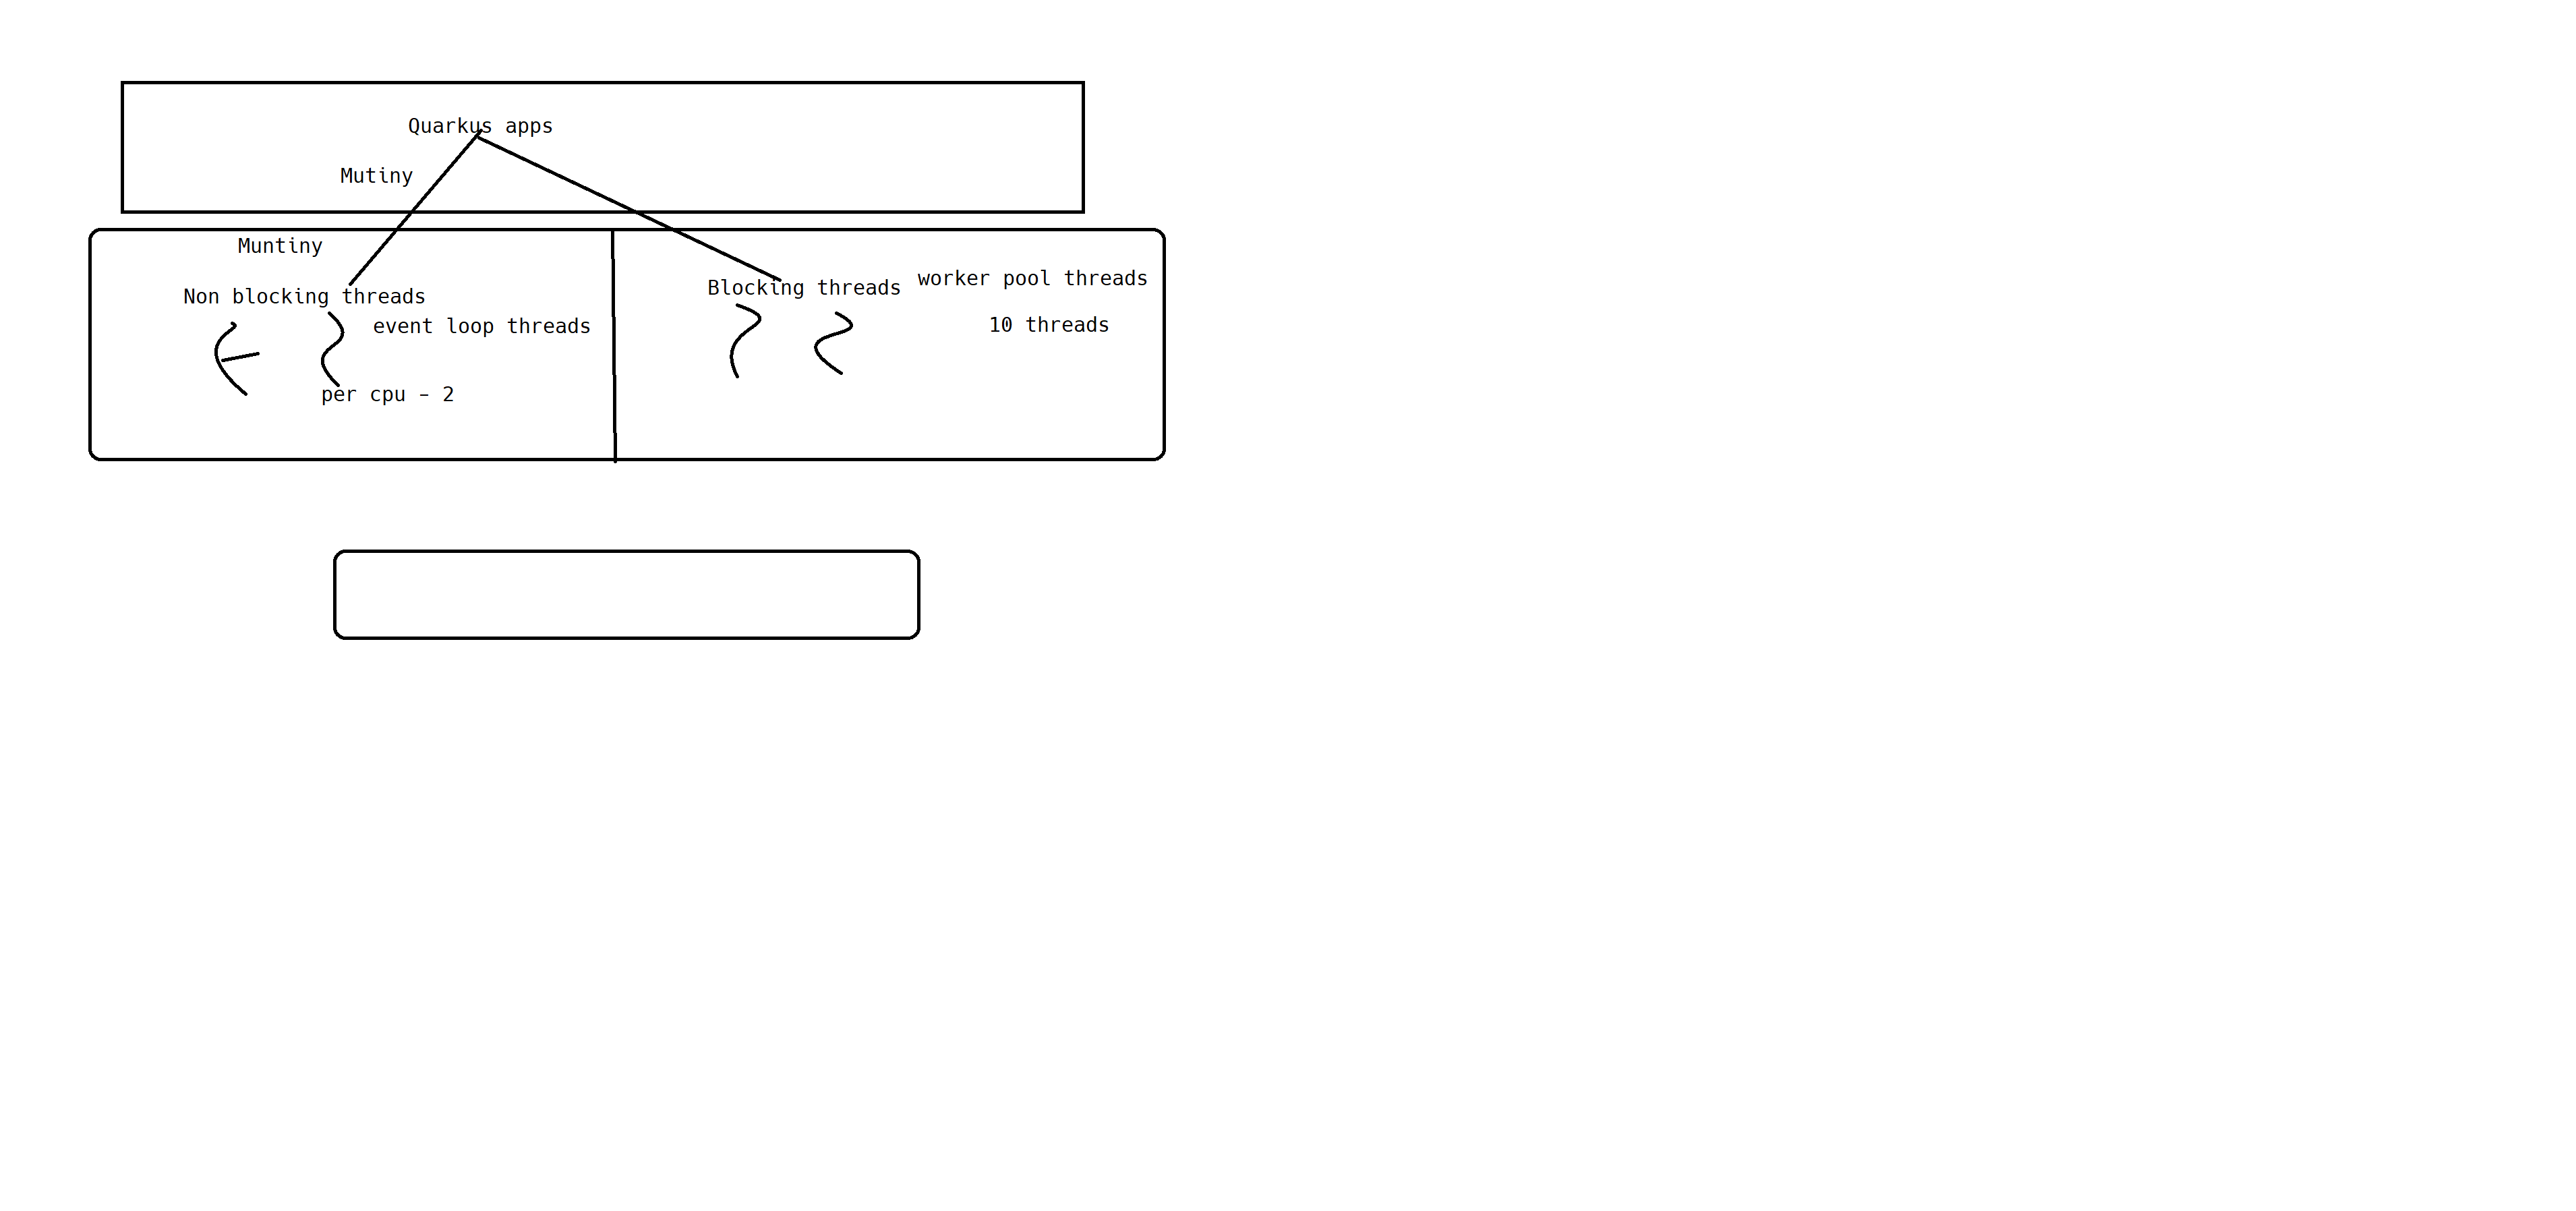 Quarkus apps
Mutiny
Muntiny
Non blocking threads
event loop threads
per cpu - 2
Blocking threads
worker pool threads
10 threads